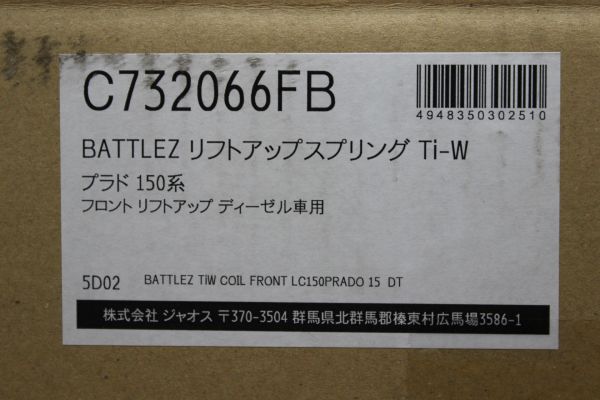 C732066FB
4948350302510
BATTLEZ リフトアップスプリング Ti-W
プラド 150系
フロント リフトアップ ディーゼル車用
5D02 BATTLEZ TiW COIL FRONT LC150PRADO 15 DT
株式会社 ジャオス 〒370-3504 群馬県北群馬郡榛東村広馬場3586-1